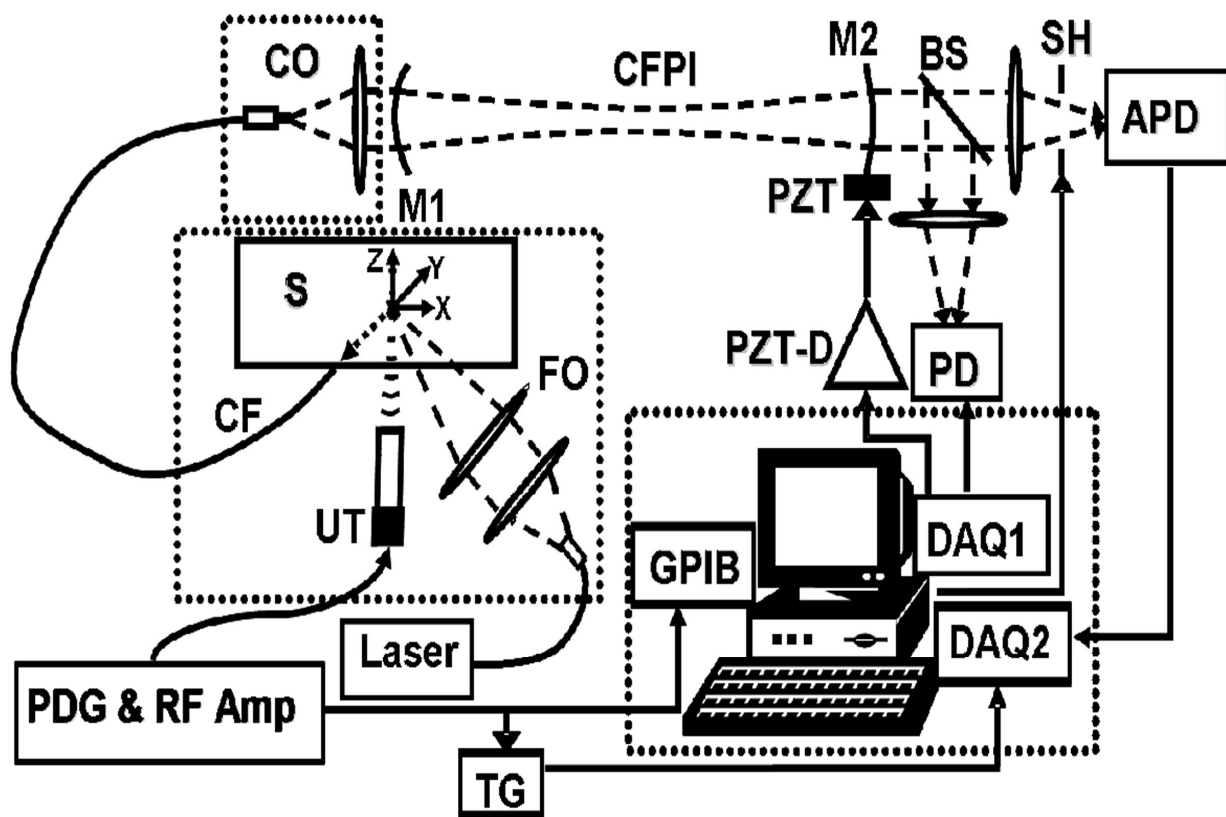 CO
CFPI
M2
BS
SH
APD
M1
PZT
Z
Y
X
S
PZT-D
PD
FO
CF
UT
GPIB
DAQ1
Laser
DAQ2
PDG & RF Amp
TG